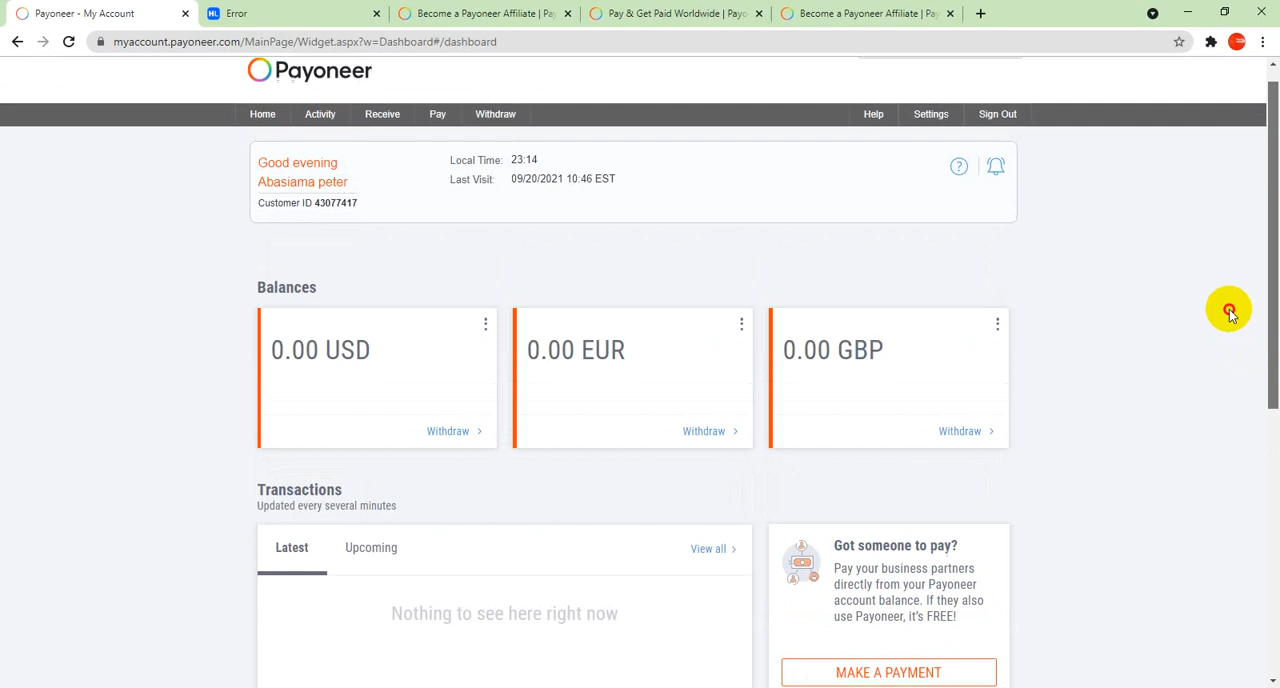 Payoneer - My Account
Error
Become a Payoneer Affiliate | Pay
Pay & Get Paid Worldwide | Payo
Become a Payoneer Affiliate | Pay
myaccount.payoneer.com/MainPage/Widget.aspx?w=Dashboard#/dashboard
Payoneer
Home Activity Receive Pay Withdraw Help Settings Sign Out
Good evening
Abasiama peter
Customer ID 43077417
Local Time: 23:14
Last Visit: 09/20/2021 10:46 EST
Balances
0.00 USD
Withdraw
0.00 EUR
Withdraw
0.00 GBP
Withdraw
Transactions
Updated every several minutes
Latest Upcoming View all
Nothing to see here right now
Got someone to pay?
Pay your business partners
directly from your Payoneer
account balance. If they also
use Payoneer, it's FREE!
MAKE A PAYMENT